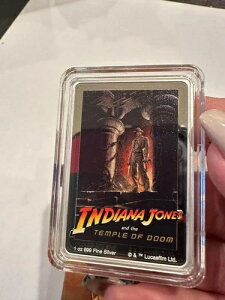 INDIANA JONES
and the
TEMPLE OF DOOM
1 oz 999 Fine Silver
© & ™ Lucasfilm Ltd.